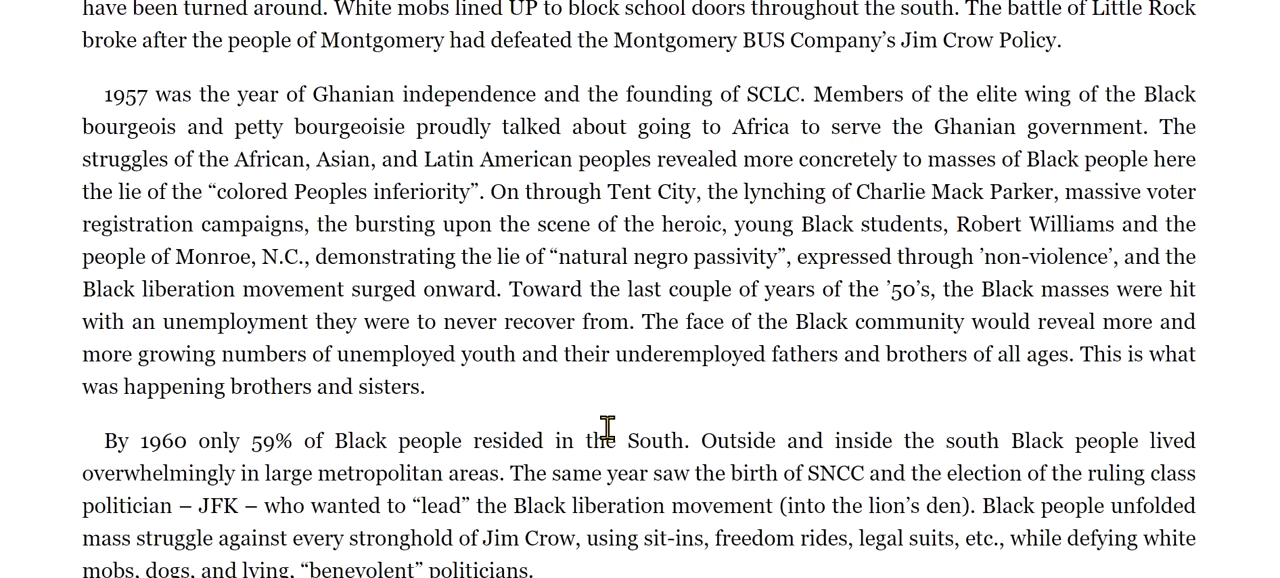 have been turned around. White mobs lined UP to block school doors throughout the south. The battle of Little Rock
broke after the people of Montgomery had defeated the Montgomery BUS Company’s Jim Crow Policy.
1957 was the year of Ghanian independence and the founding of SCLC. Members of the elite wing of the Black
bourgeois and petty bourgeoisie proudly talked about going to Africa to serve the Ghanian government. The
struggles of the African, Asian, and Latin American peoples revealed more concretely to masses of Black people here
the lie of the “colored Peoples inferiority”. On through Tent City, the lynching of Charlie Mack Parker, massive voter
registration campaigns, the bursting upon the scene of the heroic, young Black students, Robert Williams and the
people of Monroe, N.C., demonstrating the lie of “natural negro passivity”, expressed through ’non-violence’, and the
Black liberation movement surged onward. Toward the last couple of years of the ’50’s, the Black masses were hit
with an unemployment they were to never recover from. The face of the Black community would reveal more and
more growing numbers of unemployed youth and their underemployed fathers and brothers of all ages. This is what
was happening brothers and sisters.
By 1960 only 59% of Black people resided in the South. Outside and inside the south Black people lived
overwhelmingly in large metropolitan areas. The same year saw the birth of SNCC and the election of the ruling class
politician – JFK – who wanted to “lead” the Black liberation movement (into the lion’s den). Black people unfolded
mass struggle against every stronghold of Jim Crow, using sit-ins, freedom rides, legal suits, etc., while defying white
mobs, dogs, and lying, “benevolent” politicians.